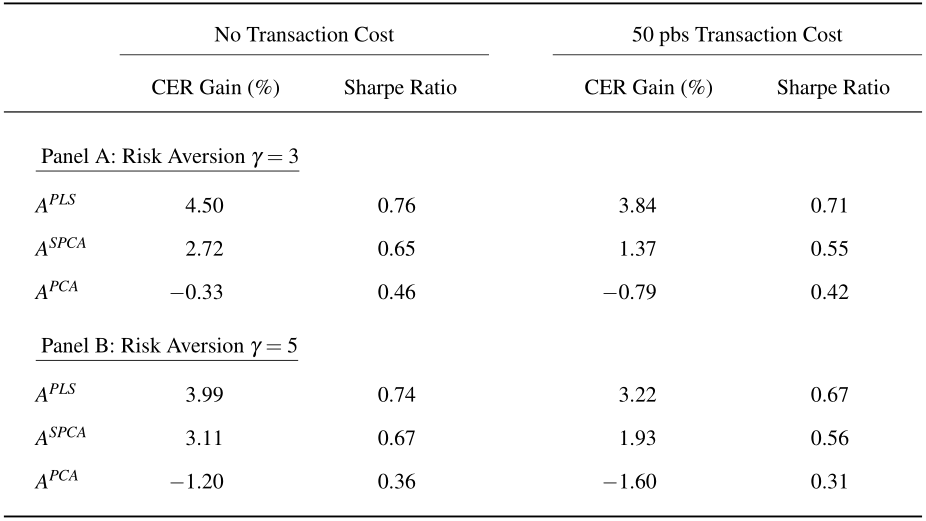 No Transaction Cost 50 pbs Transaction Cost
CER Gain (%) Sharpe Ratio CER Gain (%) Sharpe Ratio
Panel A: Risk Aversion γ = 3
A^PLS 4.50 0.76 3.84 0.71
A^SPCA 2.72 0.65 1.37 0.55
A^PCA −0.33 0.46 −0.79 0.42
Panel B: Risk Aversion γ = 5
A^PLS 3.99 0.74 3.22 0.67
A^SPCA 3.11 0.67 1.93 0.56
A^PCA −1.20 0.36 −1.60 0.31